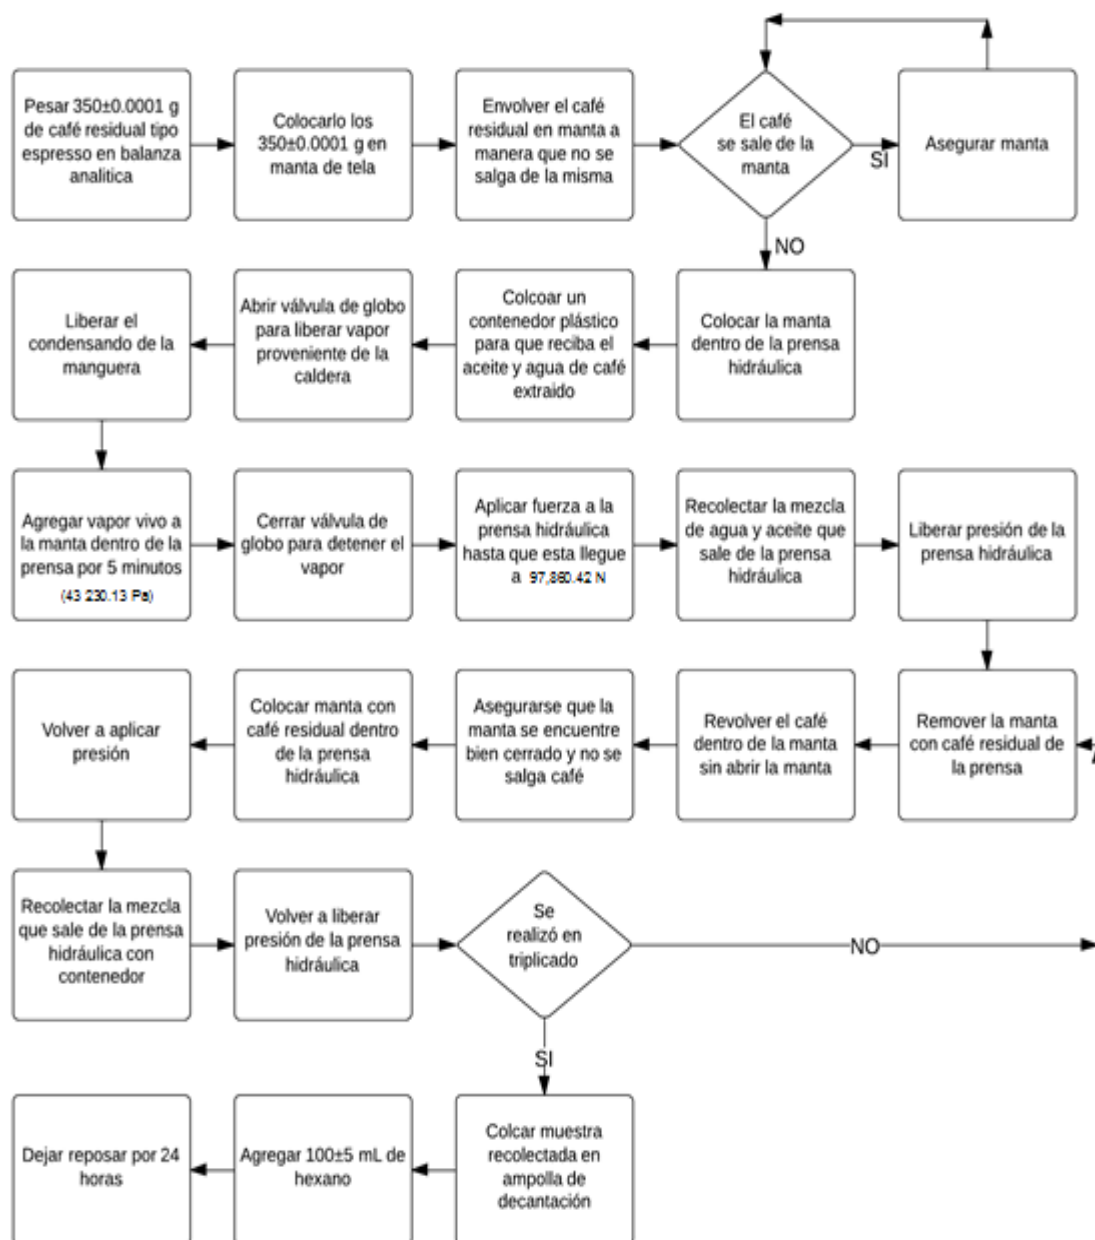 Pesar 350±0.0001 g
de café residual tipo
espresso en balanza
analitica
Colocarlo los
350±0.0001 g en
manta de tela
Envolver el café
residual en manta a
manera que no se
salga de la misma
El café
se sale de la
manta
SI
Asegurar manta
NO
Colocar la manta
dentro de la prensa
hidráulica
Colcoar un
contenedor plástico
para que reciba el
aceite y agua de café
extraido
Abrir válvula de globo
para liberar vapor
proveniente de la
caldera
Liberar el
condensando de la
manguera
Agregar vapor vivo a
la manta dentro de la
prensa por 5 minutos
(43 230.13 Pa)
Cerrar válvula de
globo para detener el
vapor
Aplicar fuerza a la
prensa hidráulica
hasta que esta llegue
a 97,860.42 N
Recolectar la mezcla
de agua y aceite que
sale de la prensa
hidráulica
Liberar presión de la
prensa hidráulica
Remover la manta
con café residual de
la prensa
Revolver el café
dentro de la manta
sin abrir la manta
Asegurarse que la
manta se encuentre
bien cerrado y no se
salga café
Colocar manta con
café residual dentro
de la prensa
hidráulica
Volver a aplicar
presión
Recolectar la mezcla
que sale de la prensa
hidráulica con
contenedor
Volver a liberar
presión de la prensa
hidráulica
Se
realizó en
triplicado
NO
SI
Colcar muestra
recolectada en
ampolla de
decantación
Agregar 100±5 mL de
hexano
Dejar reposar por 24
horas